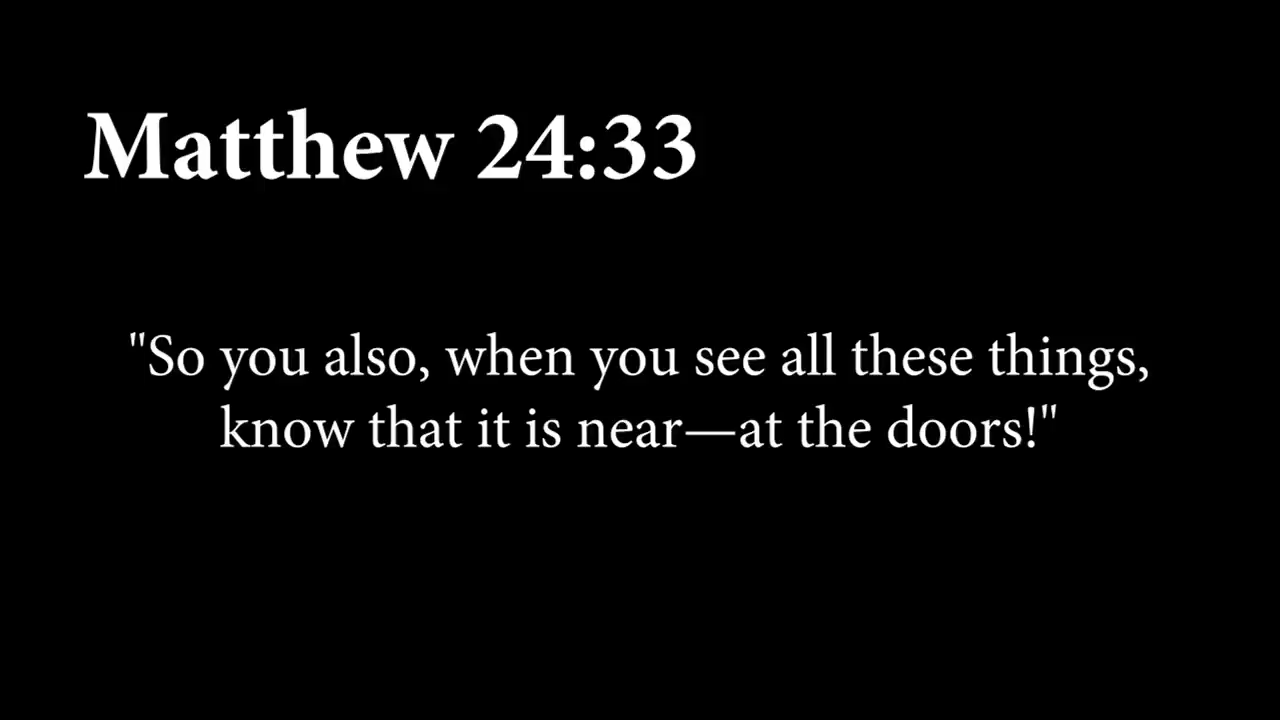 Matthew 24:33
"So you also, when you see all these things,
know that it is near—at the doors!"